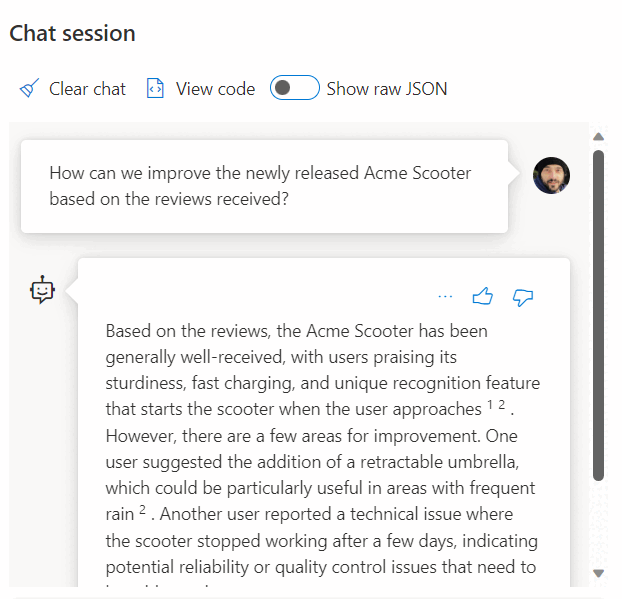 Chat session
Clear chat View code Show raw JSON
How can we improve the newly released Acme Scooter
based on the reviews received?
...
Based on the reviews, the Acme Scooter has been
generally well-received, with users praising its
sturdiness, fast charging, and unique recognition feature
that starts the scooter when the user approaches 1 2 .
However, there are a few areas for improvement. One
user suggested the addition of a retractable umbrella,
which could be particularly useful in areas with frequent
rain 2 . Another user reported a technical issue where
the scooter stopped working after a few days, indicating
potential reliability or quality control issues that need to